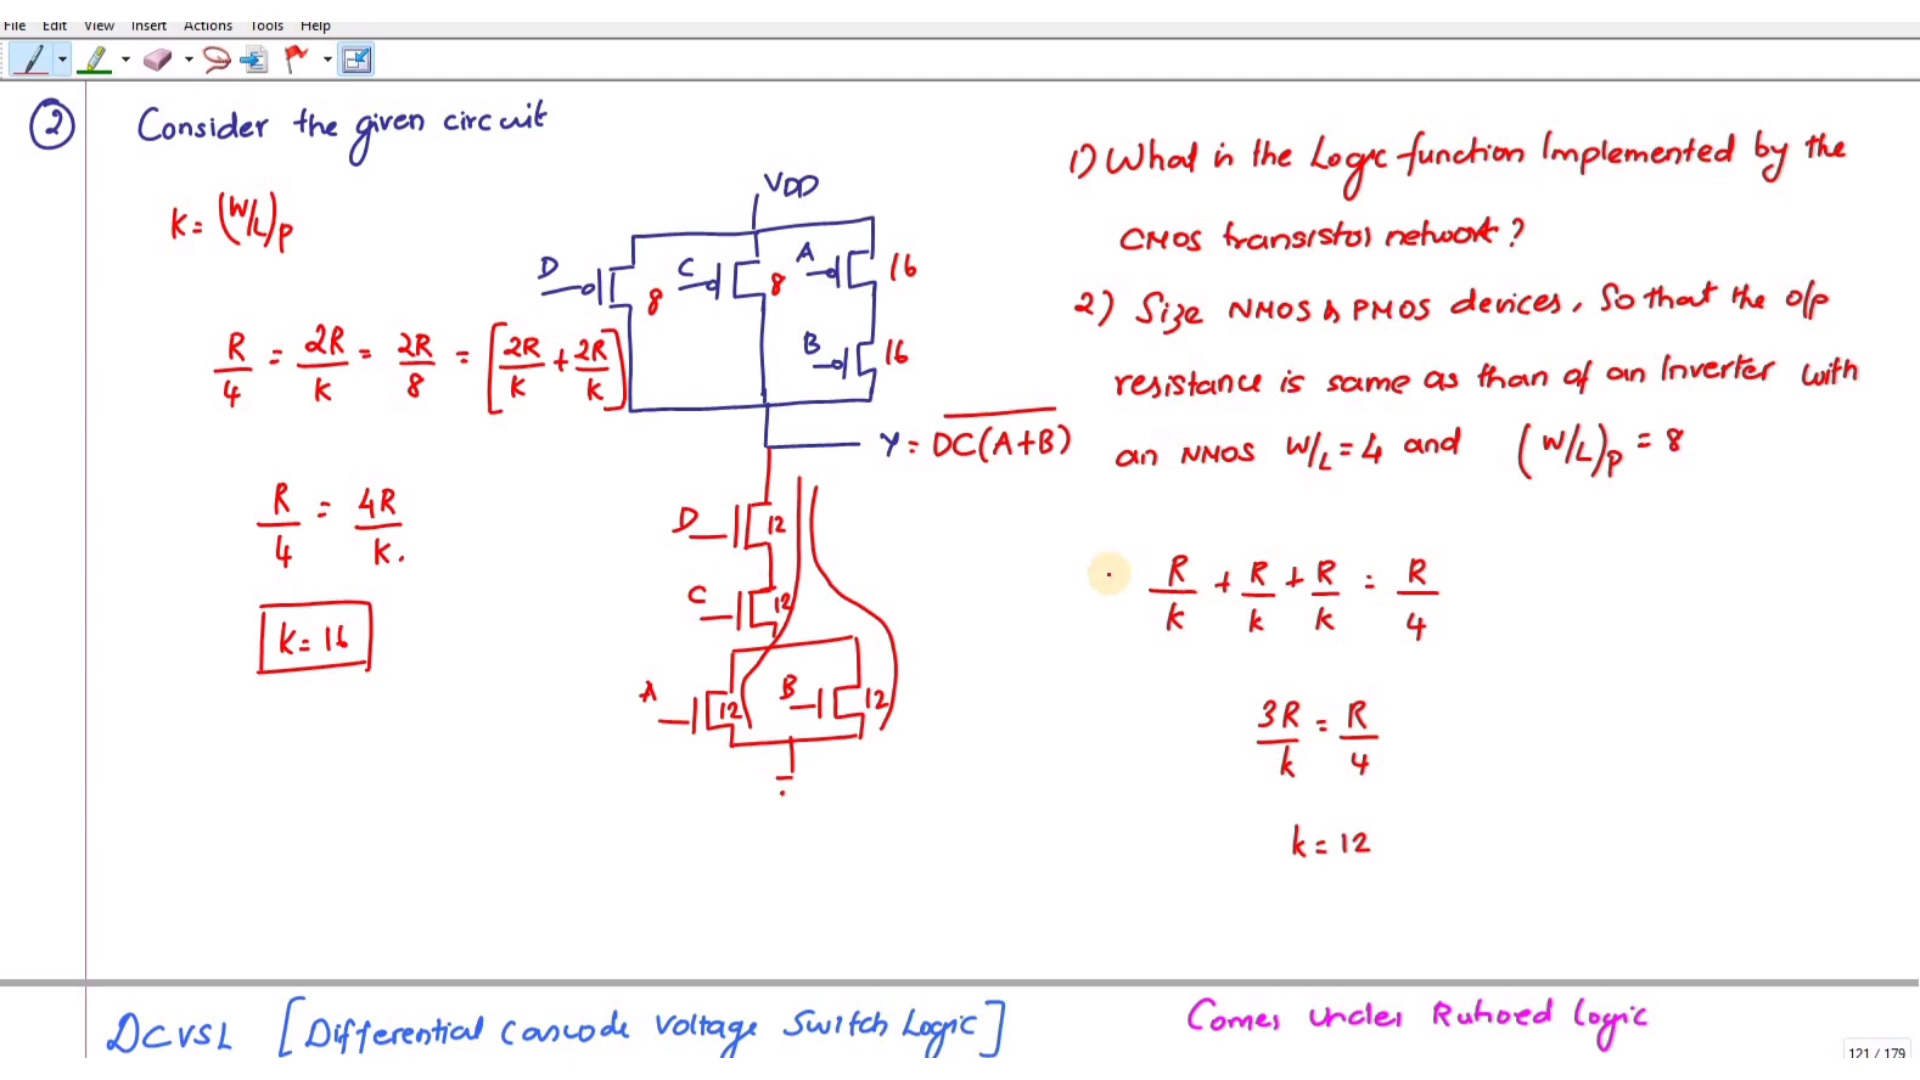 File Edit View Insert Actions Tools Help
② Consider the given circuit
K = (W/L)p
R/4 = 2R/K = 2R/8 = [2R/K + 2R/K]
R/4 = 4R/K.
K = 16
VDD
D 8 C 8 A 16
B 16
Y = \overline{DC(A+B)}
D 12
C 12
A 12 B 12
1) What is the Logic function Implemented by the
CMOS transistor network?
2) Size NMOS & PMOS devices, So that the o/p
resistance is same as than of an Inverter with
an NMOS W/L = 4 and (W/L)p = 8
R/K + R/K + R/K = R/4
3R/K = R/4
k = 12
DCVSL [Differential Cascode Voltage Switch Logic]
Comes under Ratioed logic
121 / 179